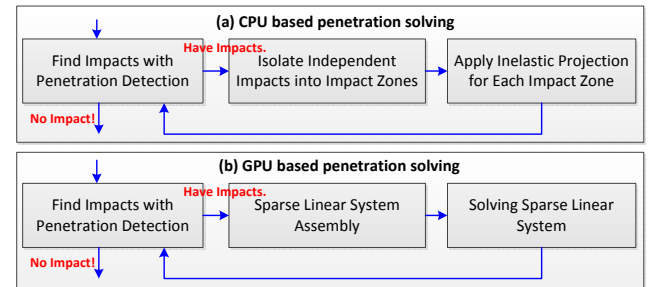 (a) CPU based penetration solving
Have Impacts.
Find Impacts with
Penetration Detection
Isolate Independent
Impacts into Impact Zones
Apply Inelastic Projection
for Each Impact Zone
No Impact!
(b) GPU based penetration solving
Have Impacts.
Find Impacts with
Penetration Detection
Sparse Linear System
Assembly
Solving Sparse Linear
System
No Impact!